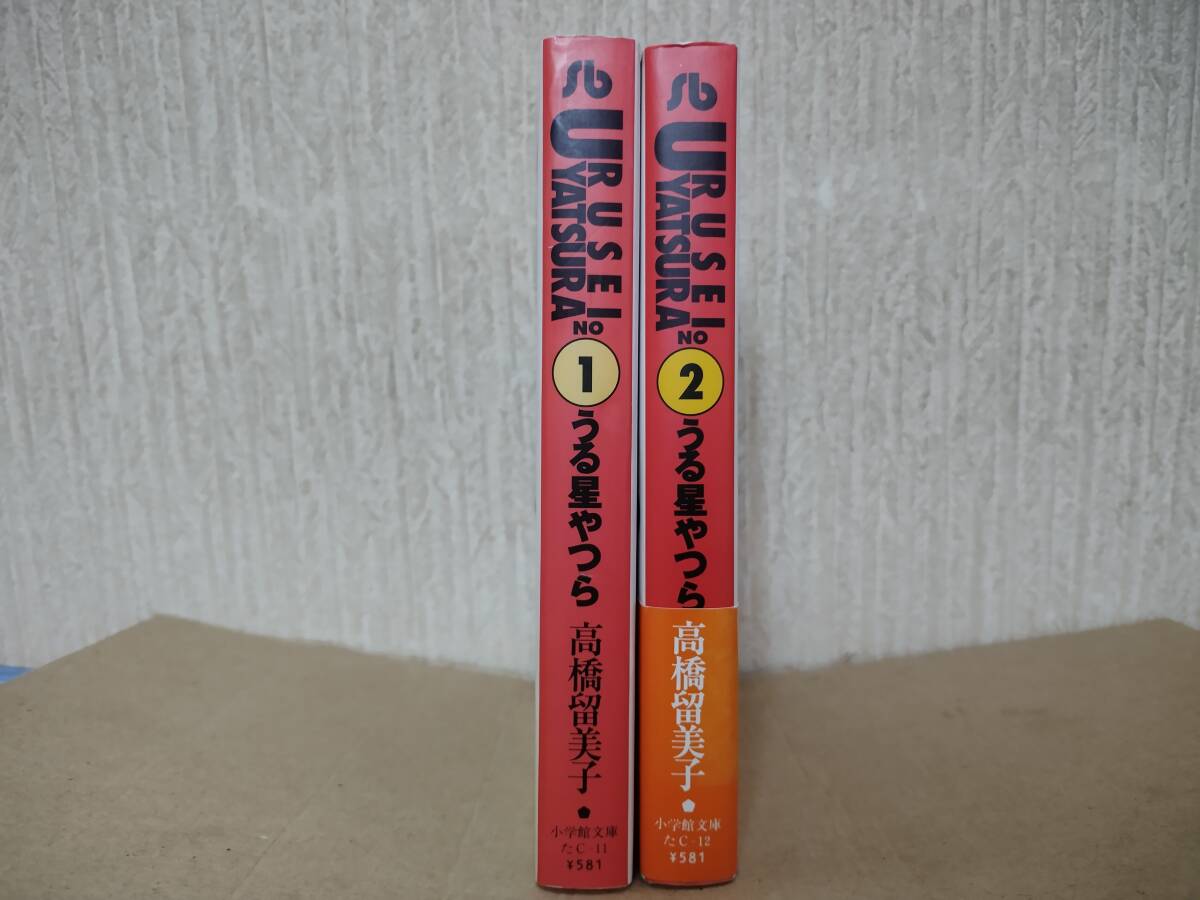 URUSEI
YATSURA
NO
1
うる星やつら
高橋留美子
小学館文庫
たC-11
¥581
URUSEI
YATSURA
NO
2
うる星やつら
高橋留美子
小学館文庫
たC-12
¥581